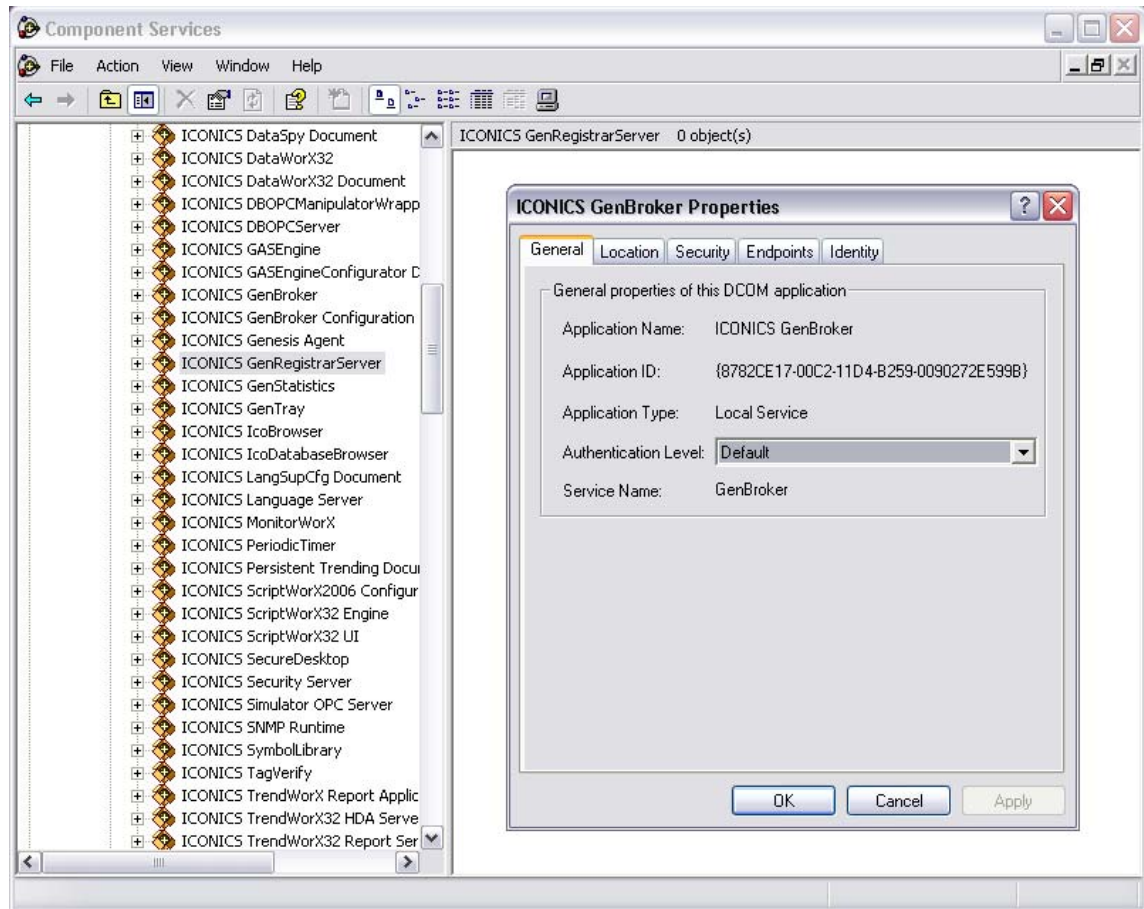 Component Services
File Action View Window Help
ICONICS DataSpy Document
ICONICS DataWorX32
ICONICS DataWorX32 Document
ICONICS DBOPCManipulatorWrapp
ICONICS DBOPCServer
ICONICS GASEngine
ICONICS GASEngineConfigurator D
ICONICS GenBroker
ICONICS GenBroker Configuration
ICONICS Genesis Agent
ICONICS GenRegistrarServer
ICONICS GenStatistics
ICONICS GenTray
ICONICS IcoBrowser
ICONICS IcoDatabaseBrowser
ICONICS LangSupCfg Document
ICONICS Language Server
ICONICS MonitorWorX
ICONICS PeriodicTimer
ICONICS Persistent Trending Docu
ICONICS ScriptWorX2006 Configur
ICONICS ScriptWorX32 Engine
ICONICS ScriptWorX32 UI
ICONICS SecureDesktop
ICONICS Security Server
ICONICS Simulator OPC Server
ICONICS SNMP Runtime
ICONICS SymbolLibrary
ICONICS TagVerify
ICONICS TrendWorX Report Applic
ICONICS TrendWorX32 HDA Serve
ICONICS TrendWorX32 Report Ser
ICONICS GenRegistrarServer 0 object(s)
ICONICS GenBroker Properties
General Location Security Endpoints Identity
General properties of this DCOM application
Application Name: ICONICS GenBroker
Application ID: {8782CE17-00C2-11D4-B259-0090272E599B}
Application Type: Local Service
Authentication Level: Default
Service Name: GenBroker
OK Cancel Apply